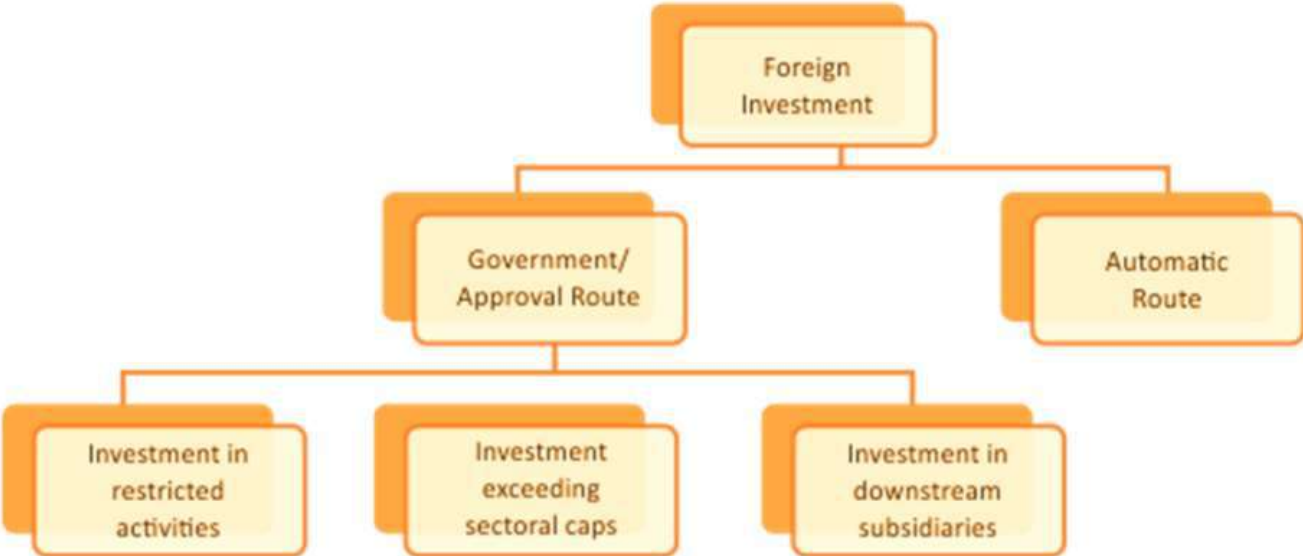 Foreign
Investment
Government/
Approval Route
Automatic
Route
Investment in
restricted
activities
Investment
exceeding
sectoral caps
Investment in
downstream
subsidiaries